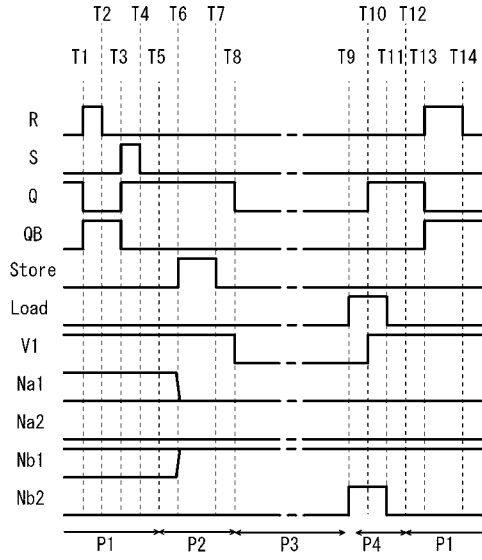 T2 T4 T6 T7 T10 T12
T1 T3 T5 T8 T9 T11 T13 T14
R
S
Q
QB
Store
Load
V1
Na1
Na2
Nb1
Nb2
P1 P2 P3 P4 P1